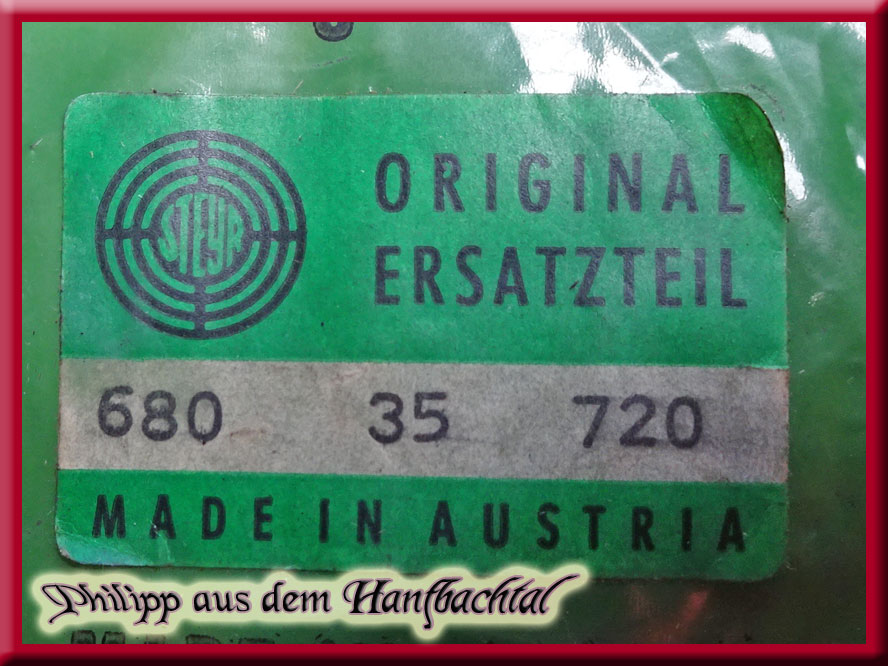 STEYR
ORIGINAL
ERSATZTEIL
680 35 720
MADE IN AUSTRIA
Philipp aus dem Hanfbachtal